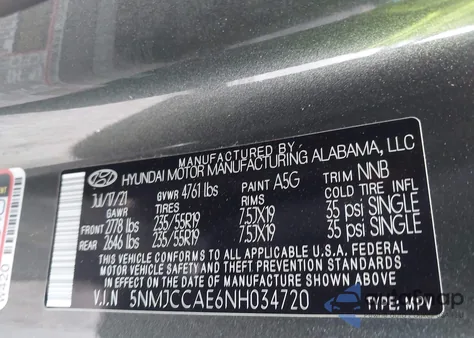 MANUFACTURED BY
HYUNDAI MOTOR MANUFACTURING ALABAMA, LLC
JUL/17/21 GVWR 4761 lbs PAINT A5G TRIM NNB
GAWR TIRES RIMS COLD TIRE INFL
FRONT 2778 lbs 235/55R19 7.5JX19 35 psi SINGLE
REAR 2646 lbs 235/55R19 7.5JX19 35 psi SINGLE
THIS VEHICLE CONFORMS TO ALL APPLICABLE U.S.A. FEDERAL
MOTOR VEHICLE SAFETY AND THEFT PREVENTION STANDARDS
IN EFFECT ON THE DATE OF MANUFACTURE SHOWN ABOVE.
V.I.N 5NMJCCAE6NH034720 TYPE: MPV